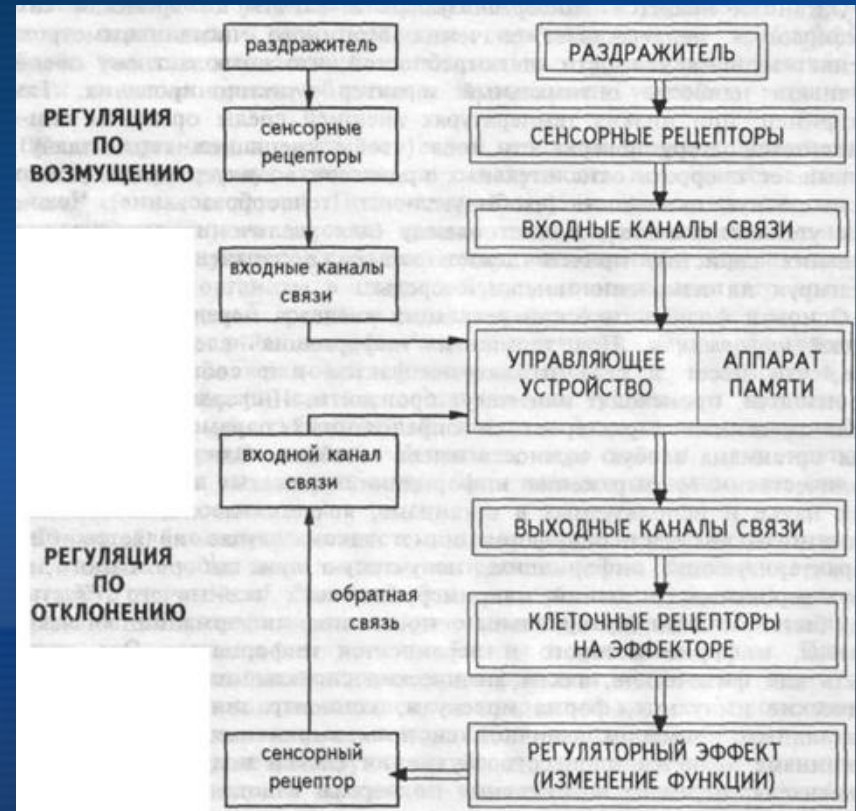 раздражитель
РЕГУЛЯЦИЯ
ПО
ВОЗМУЩЕНИЮ
сенсорные
рецепторы
входные каналы
связи
входной канал
связи
РЕГУЛЯЦИЯ
ПО
ОТКЛОНЕНИЮ
обратная
связь
сенсорный
рецептор
РАЗДРАЖИТЕЛЬ
СЕНСОРНЫЕ РЕЦЕПТОРЫ
ВХОДНЫЕ КАНАЛЫ СВЯЗИ
УПРАВЛЯЮЩЕЕ
УСТРОЙСТВО
АППАРАТ
ПАМЯТИ
ВЫХОДНЫЕ КАНАЛЫ СВЯЗИ
КЛЕТОЧНЫЕ РЕЦЕПТОРЫ
НА ЭФФЕКТОРЕ
РЕГУЛЯТОРНЫЙ ЭФФЕКТ
(ИЗМЕНЕНИЕ ФУНКЦИИ)